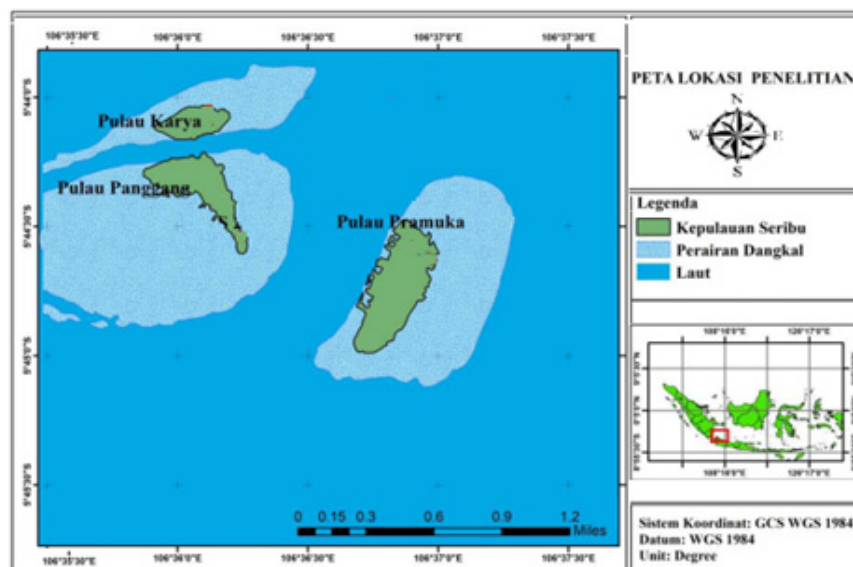 106°35'30"E 106°36'0"E 106°36'30"E 106°37'0"E 106°37'30"E
5°44'0"S
5°44'30"S
5°45'0"S
5°45'30"S
Pulau Karya
Pulau Panggang
Pulau Pramuka
0 0.15 0.3 0.6 0.9 1.2
Miles
106°35'30"E 106°36'0"E 106°36'30"E 106°37'0"E 106°37'30"E
PETA LOKASI PENELITIAN
N
W E
S
Legenda
Kepulauan Seribu
Perairan Dangkal
Laut
Sistem Koordinat: GCS WGS 1984
Datum: WGS 1984
Unit: Degree